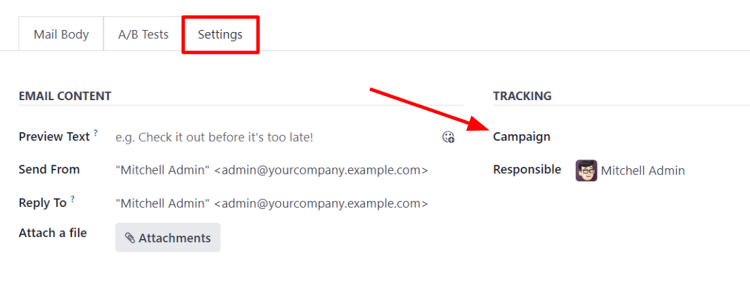 Mail Body A/B Tests Settings
EMAIL CONTENT TRACKING
Preview Text ? e.g. Check it out before it's too late! Campaign
Send From "Mitchell Admin" <admin@yourcompany.example.com> Responsible Mitchell Admin
Reply To ? "Mitchell Admin" <admin@yourcompany.example.com>
Attach a file Attachments